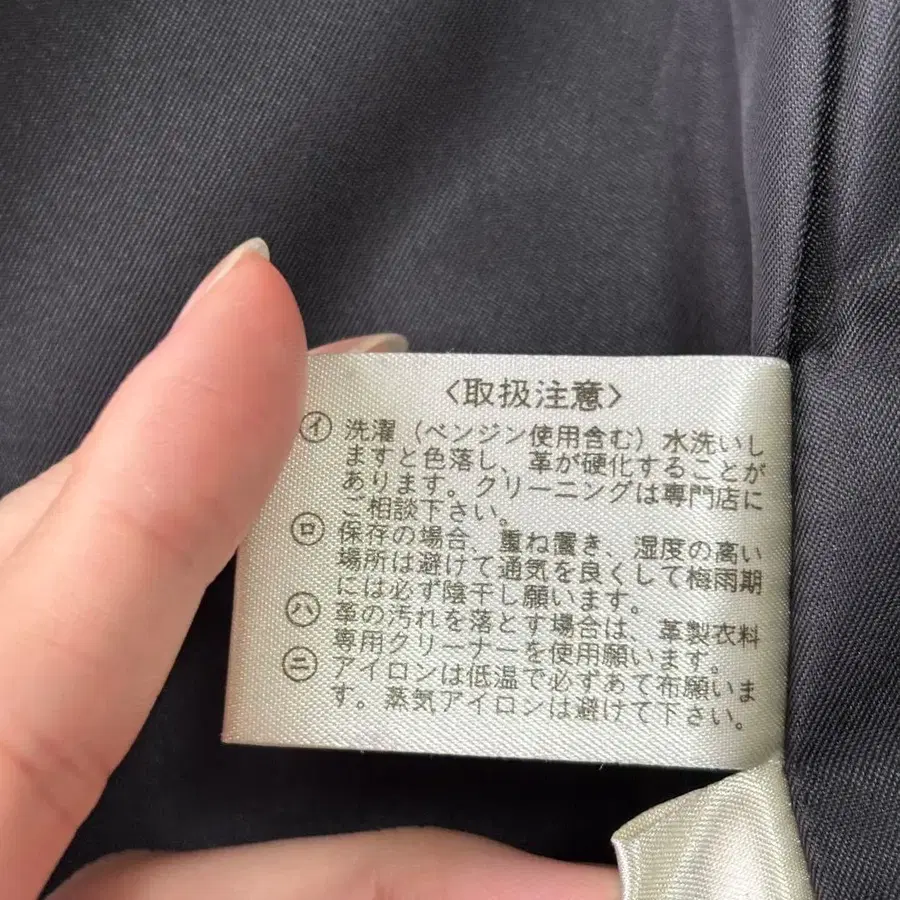 〈取扱注意〉
㋑ 洗濯（ベンジン使用含む）水洗いし
ますと色落し、革が硬化することが
あります。クリーニングは専門店に
ご相談下さい。
㋺ 保存の場合、重ね置き、湿度の高い
場所は避けて通気を良くして梅雨期
には必ず陰干し願います。
㋩ 革の汚れを落とす場合は、革製衣料
専用クリーナーを使用願います。
㋥ アイロンは低温で必ずあて布願いま
す。蒸気アイロンは避けて下さい。